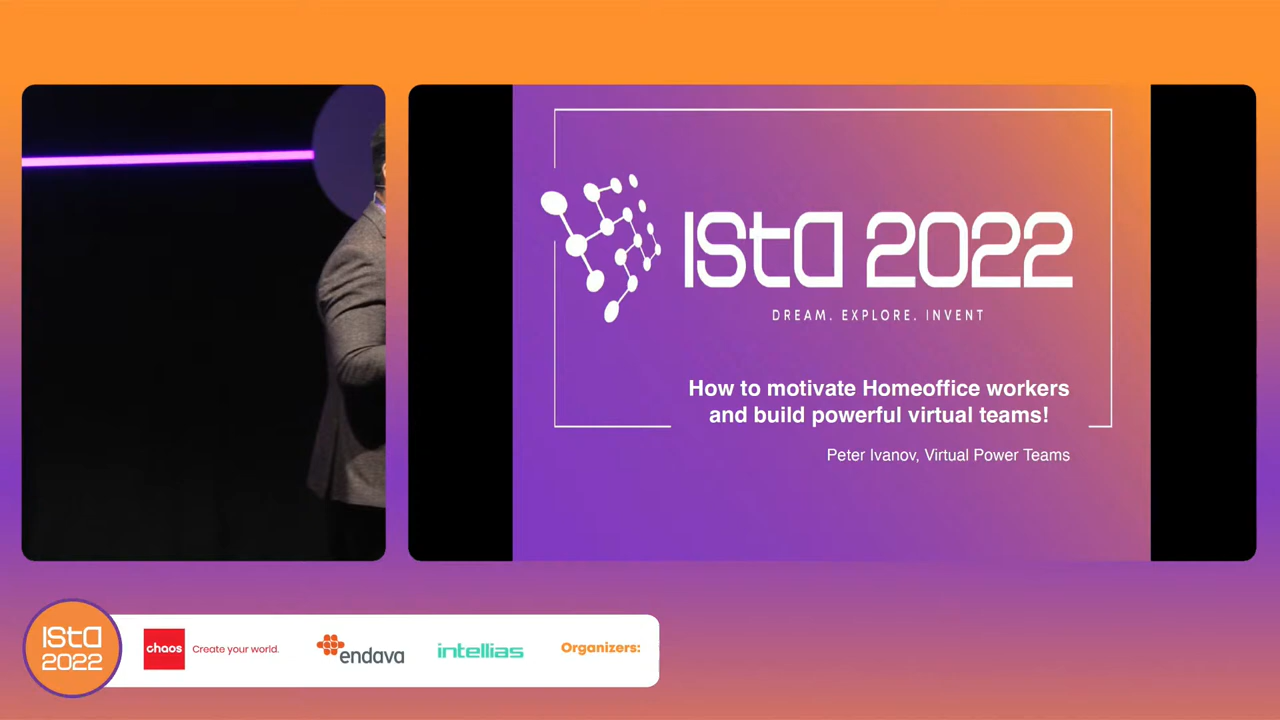 ISTA 2022
DREAM. EXPLORE. INVENT
How to motivate Homeoffice workers
and build powerful virtual teams!
Peter Ivanov, Virtual Power Teams
ISTA
2022
chaos
Create your world.
endava
intellias
Organizers: